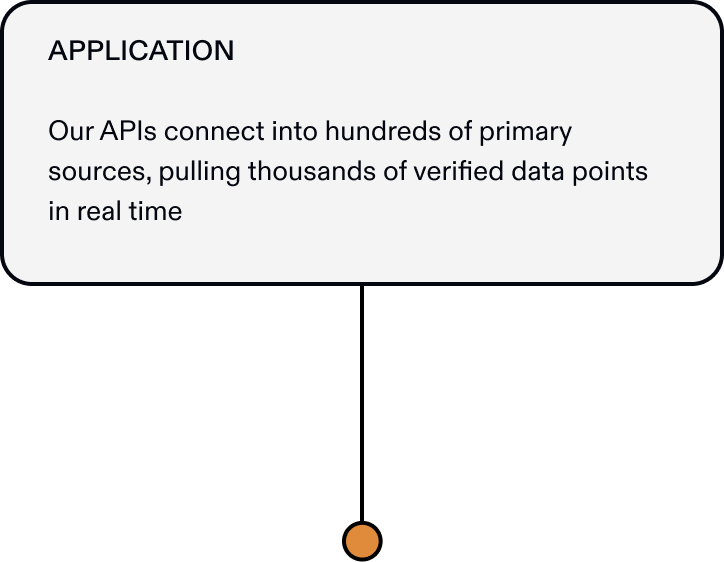 APPLICATION
Our APIs connect into hundreds of primary
sources, pulling thousands of verified data points
in real time